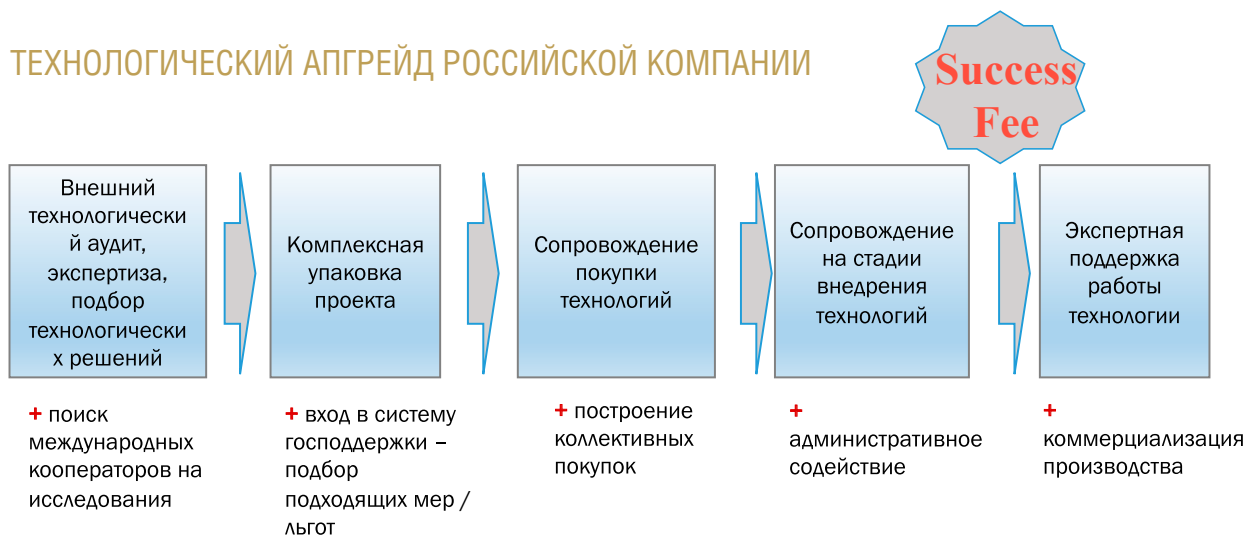 ТЕХНОЛОГИЧЕСКИЙ АПГРЕЙД РОССИЙСКОЙ КОМПАНИИ
Success
Fee
Внешний
технологически
й аудит,
экспертиза,
подбор
технологически
х решений
Комплексная
упаковка
проекта
Сопровождение
покупки
технологий
Сопровождение
на стадии
внедрения
технологий
Экспертная
поддержка
работы
технологии
+ поиск
международных
кооператоров на
исследования
+ вход в систему
господдержки –
подбор
подходящих мер /
льгот
+ построение
коллективных
покупок
+
административное
содействие
+
коммерциализация
производства